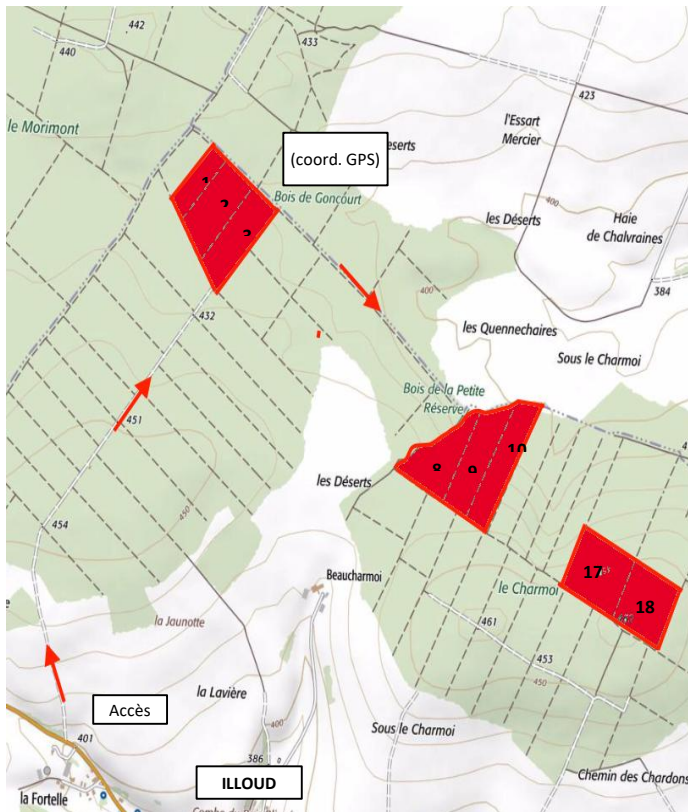 442
440
433
423
le Morimont
l'Essart
Mercier
(coord. GPS)
eserts
1
2
Bois de Goncourt
les Déserts
400
Haie
de Chalvraines
384
400
432
les Quennechaires
Sous le Charmoi
Bois de la Petite
Réserve
451
10
8
9
les Déserts
450
454
17
Beaucharmoi
le Charmoi
18
la Jaunotte
461
453
450
la Lavière
Accès
400
Sous le Charmoi
401
386
ILLOUD
Chemin des Chardons
la Fortelle